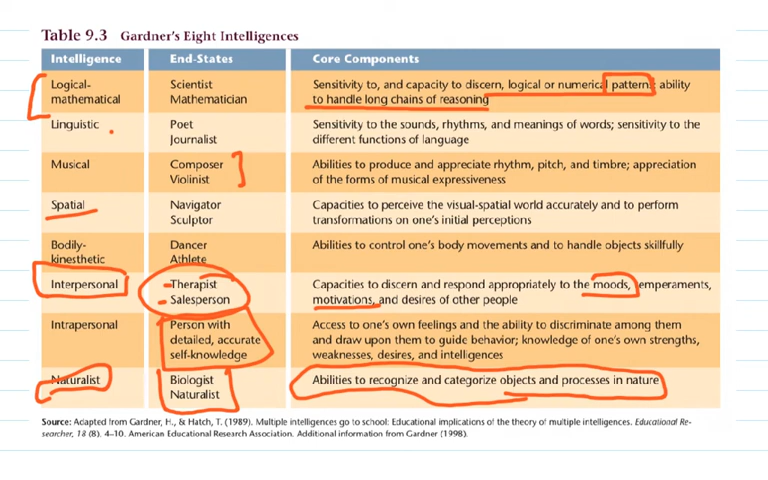 Table 9.3 Gardner's Eight Intelligences
Intelligence End-States Core Components
Logical- Scientist Sensitivity to, and capacity to discern, logical or numerical patterns; ability
mathematical Mathematician to handle long chains of reasoning
Linguistic Poet Sensitivity to the sounds, rhythms, and meanings of words; sensitivity to the
Journalist different functions of language
Musical Composer Abilities to produce and appreciate rhythm, pitch, and timbre; appreciation
Violinist of the forms of musical expressiveness
Spatial Navigator Capacities to perceive the visual-spatial world accurately and to perform
Sculptor transformations on one's initial perceptions
Bodily- Dancer Abilities to control one's body movements and to handle objects skillfully
kinesthetic Athlete
Interpersonal Therapist Capacities to discern and respond appropriately to the moods, temperaments,
Salesperson motivations, and desires of other people
Intrapersonal Person with Access to one's own feelings and the ability to discriminate among them
detailed, accurate and draw upon them to guide behavior; knowledge of one's own strengths,
self-knowledge weaknesses, desires, and intelligences
Naturalist Biologist Abilities to recognize and categorize objects and processes in nature
Naturalist
Source: Adapted from Gardner, H., & Hatch, T. (1989). Multiple intelligences go to school: Educational implications of the theory of multiple intelligences. Educational Re-
searcher, 18 (8). 4–10. American Educational Research Association. Additional information from Gardner (1998).